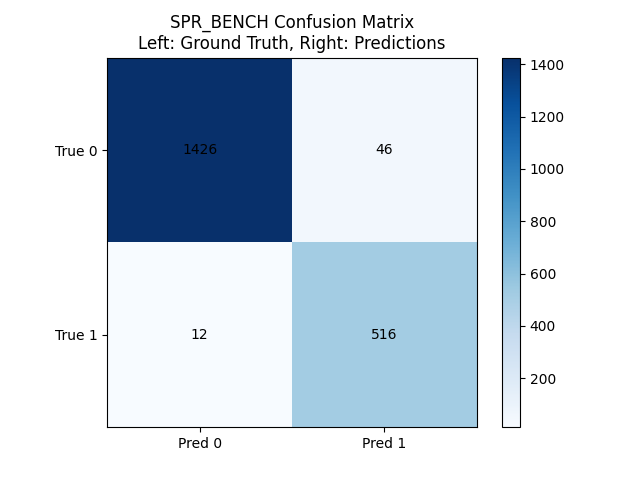 SPR_BENCH Confusion Matrix
Left: Ground Truth, Right: Predictions
True 0
1426
46
True 1
12
516
Pred 0
Pred 1
1400
1200
1000
800
600
400
200